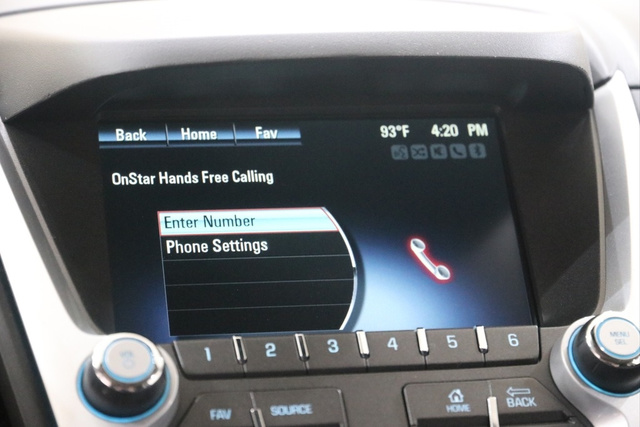 Back Home Fav 93°F 4:20 PM
OnStar Hands Free Calling
Enter Number
Phone Settings
1 2 3 4 5 6
MENU
SEL
FAV SOURCE HOME BACK